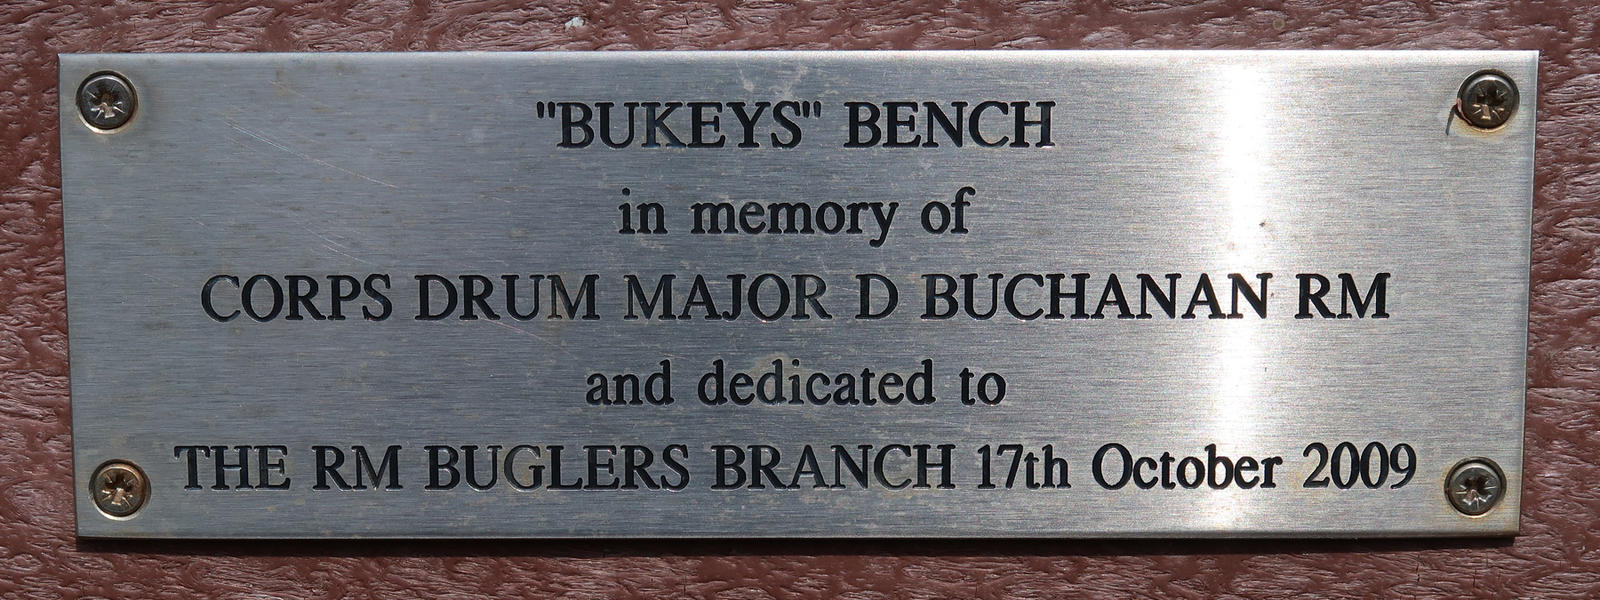 "BUKEYS" BENCH
in memory of
CORPS DRUM MAJOR D BUCHANAN RM
and dedicated to
THE RM BUGLERS BRANCH 17th October 2009